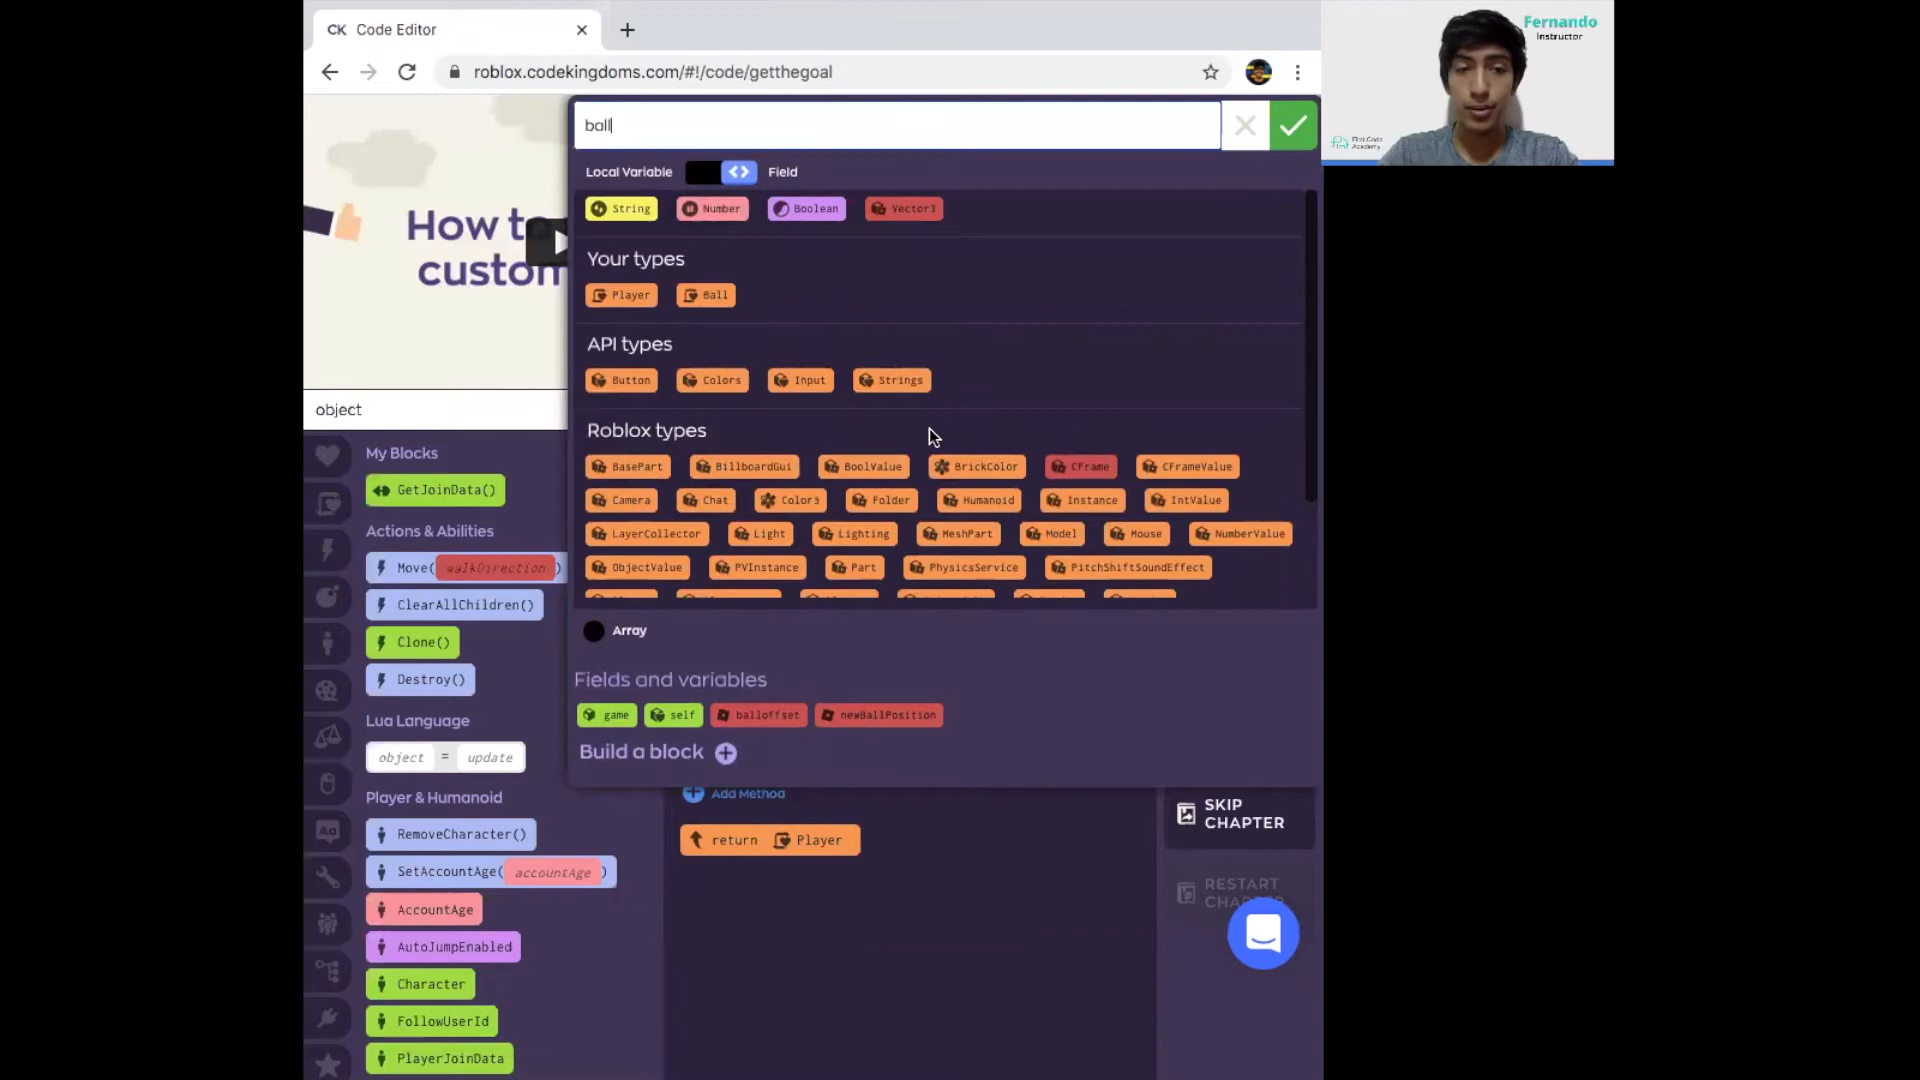 CK Code Editor
roblox.codekingdoms.com/#!/code/getthegoal
Fernando
Instructor
First Code
Academy
How to
custom
ball
Local Variable Field
String Number Boolean Vector3
Your types
Player Ball
API types
Button Colors Input Strings
Roblox types
BasePart BillboardGui BoolValue BrickColor CFrame CFrameValue
Camera Chat Color3 Folder Humanoid Instance IntValue
LayerCollector Light Lighting MeshPart Model Mouse NumberValue
ObjectValue PVInstance Part PhysicsService PitchShiftSoundEffect
Array
Fields and variables
game self balloffset newBallPosition
Build a block
Add Method
return Player
SKIP
CHAPTER
RESTART
object
My Blocks
GetJoinData()
Actions & Abilities
Move( walkDirection )
ClearAllChildren()
Clone()
Destroy()
Lua Language
object = update
Player & Humanoid
RemoveCharacter()
SetAccountAge( accountAge )
AccountAge
AutoJumpEnabled
Character
FollowUserId
PlayerJoinData
Aa